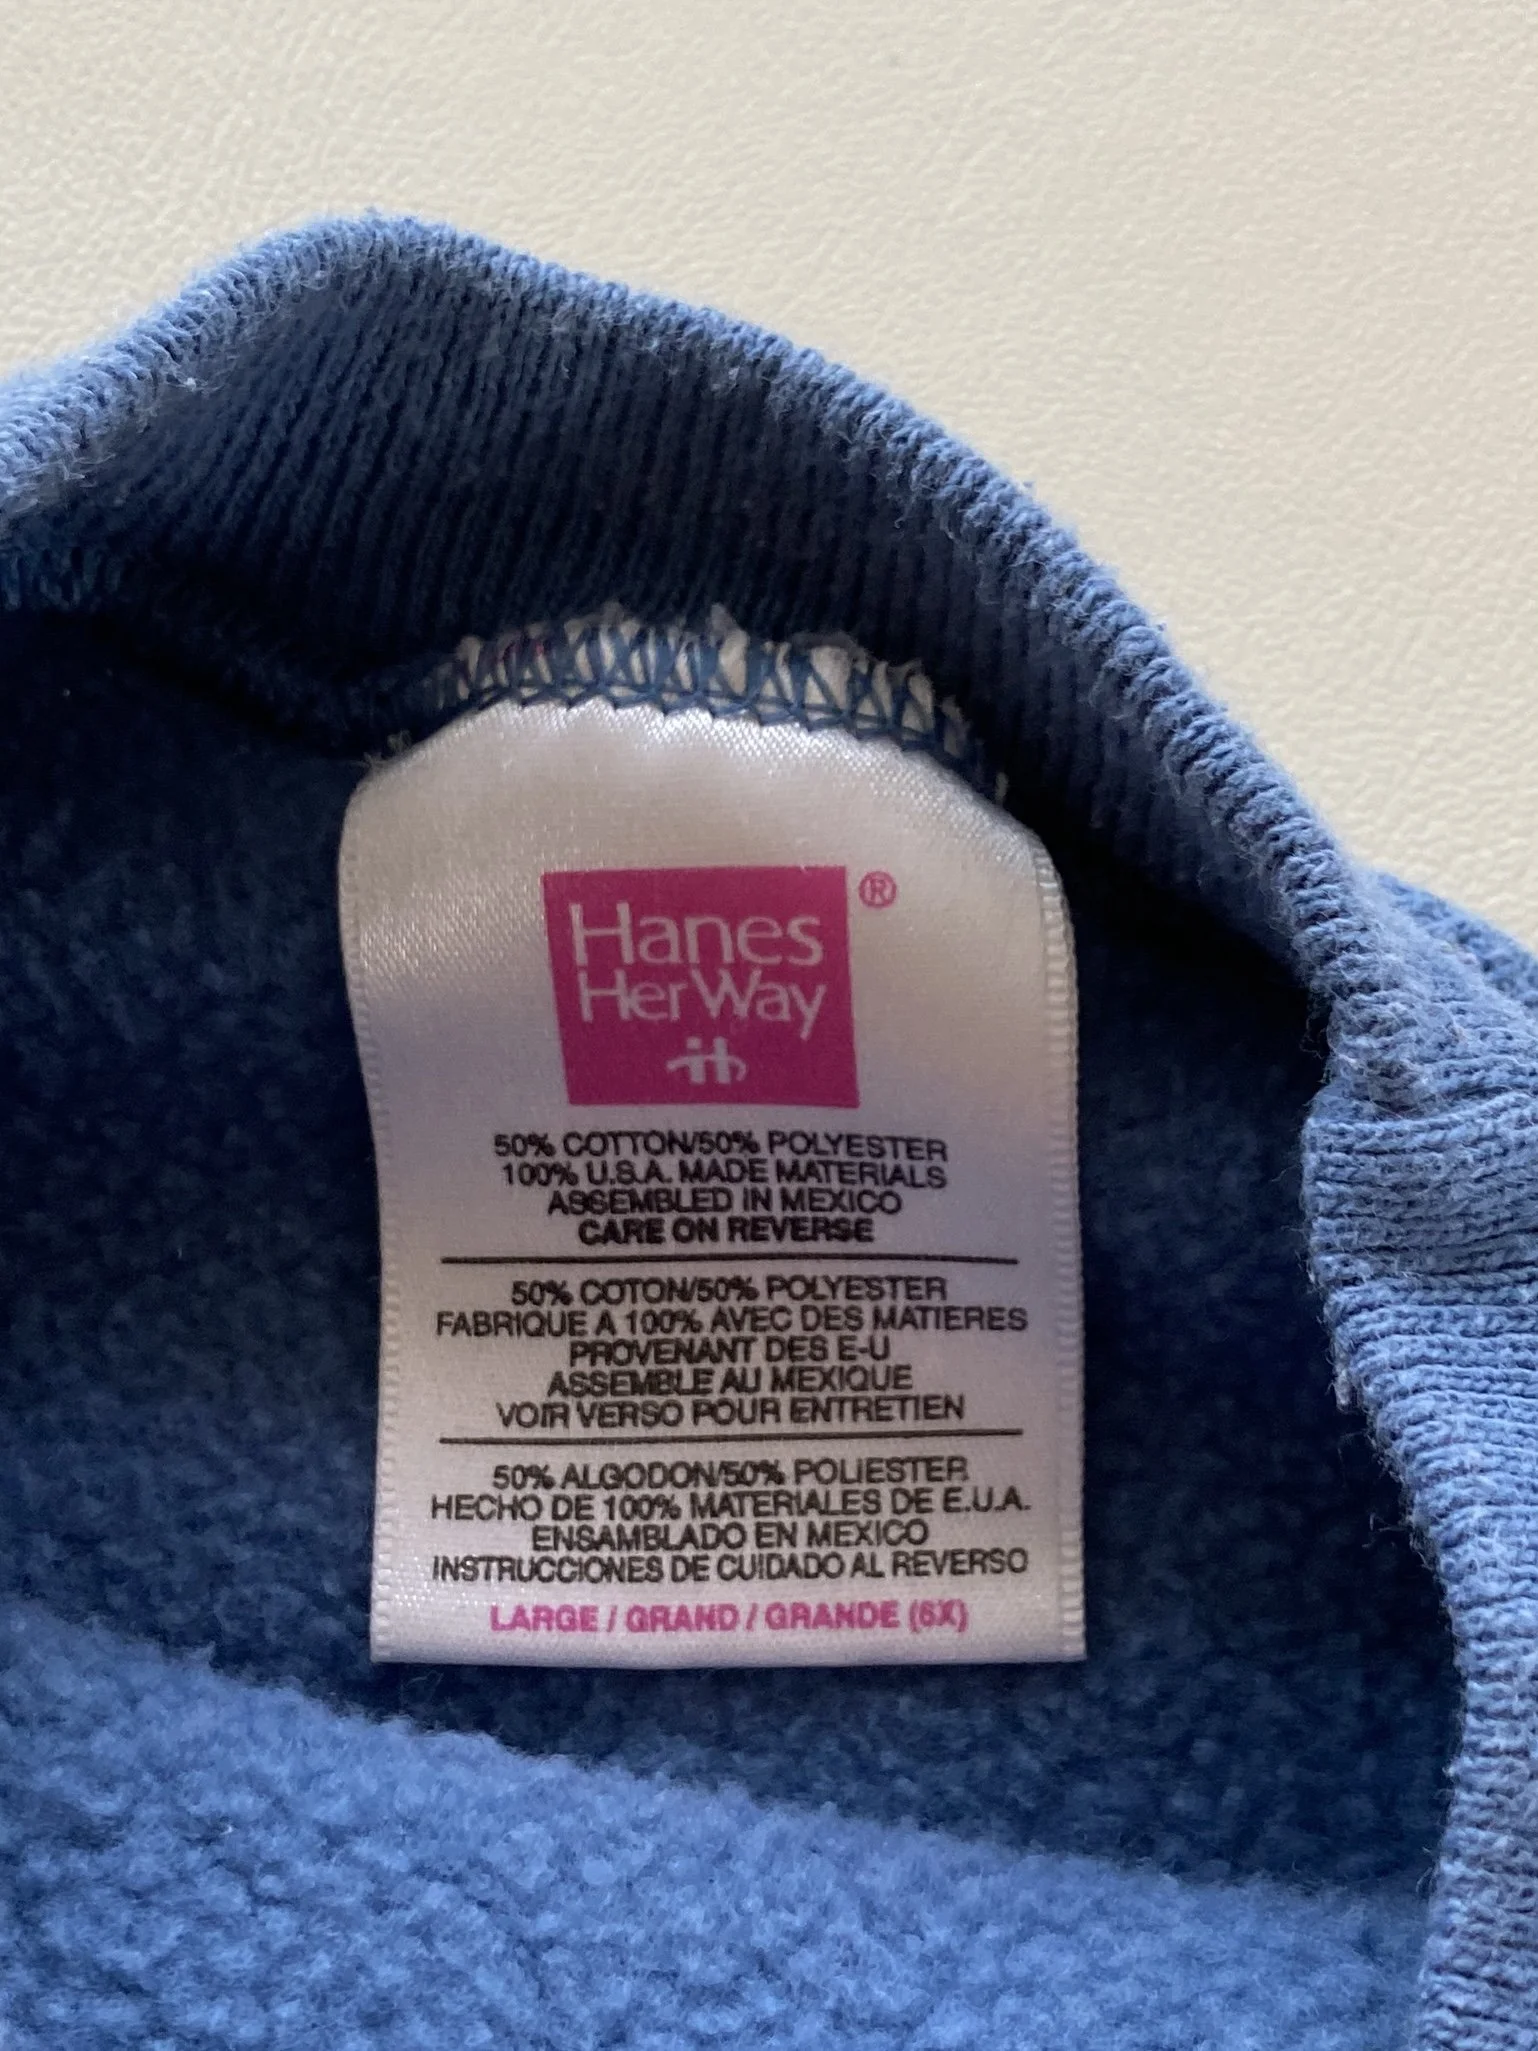 Hanes
HerWay
®
50% COTTON/50% POLYESTER
100% U.S.A. MADE MATERIALS
ASSEMBLED IN MEXICO
CARE ON REVERSE
50% COTON/50% POLYESTER
FABRIQUE A 100% AVEC DES MATIERES
PROVENANT DES E-U
ASSEMBLE AU MEXIQUE
VOIR VERSO POUR ENTRETIEN
50% ALGODON/50% POLIESTER
HECHO DE 100% MATERIALES DE E.U.A.
ENSAMBLADO EN MEXICO
INSTRUCCIONES DE CUIDADO AL REVERSO
LARGE / GRAND / GRANDE (6X)